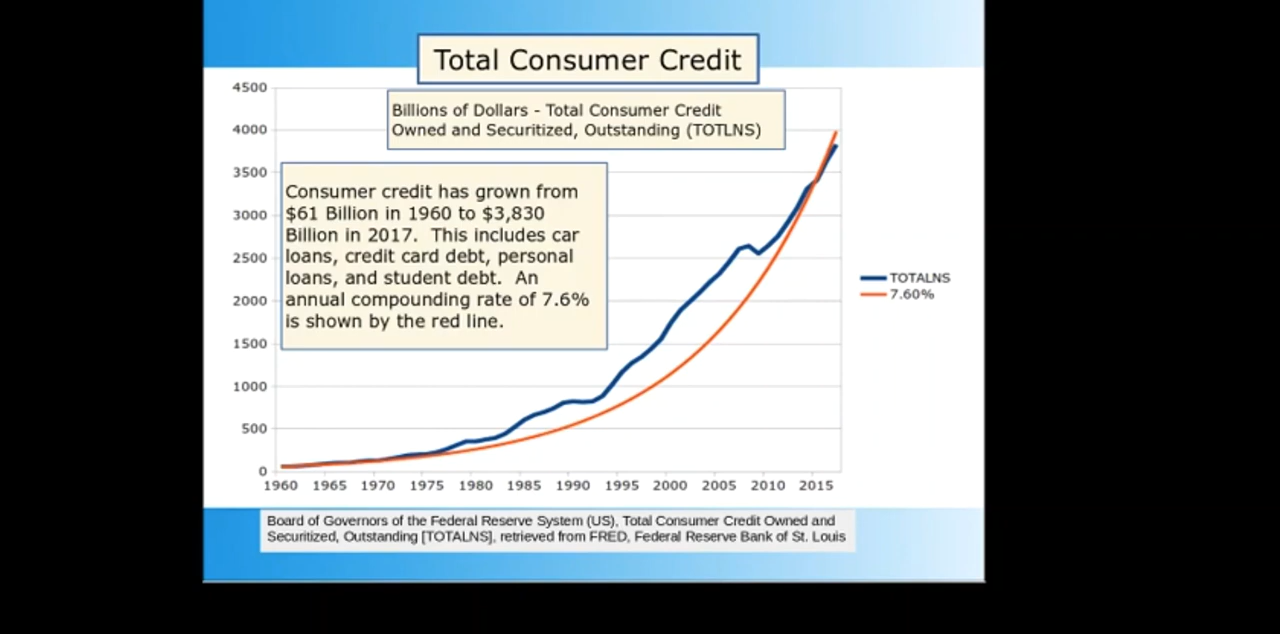 Total Consumer Credit
Billions of Dollars - Total Consumer Credit
Owned and Securitized, Outstanding (TOTLNS)
Consumer credit has grown from
$61 Billion in 1960 to $3,830
Billion in 2017.  This includes car
loans, credit card debt, personal
loans, and student debt.  An
annual compounding rate of 7.6%
is shown by the red line.
4500
4000
3500
3000
2500
2000
1500
1000
500
0
1960 1965 1970 1975 1980 1985 1990 1995 2000 2005 2010 2015
TOTALNS
7.60%
Board of Governors of the Federal Reserve System (US), Total Consumer Credit Owned and
Securitized, Outstanding [TOTALNS], retrieved from FRED, Federal Reserve Bank of St. Louis